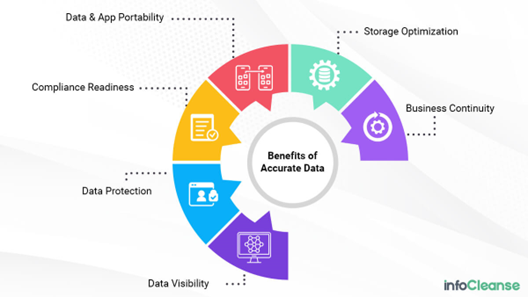 Data & App Portability
Storage Optimization
Compliance Readiness
Business Continuity
Benefits of
Accurate Data
Data Protection
Data Visibility
infoCleanse